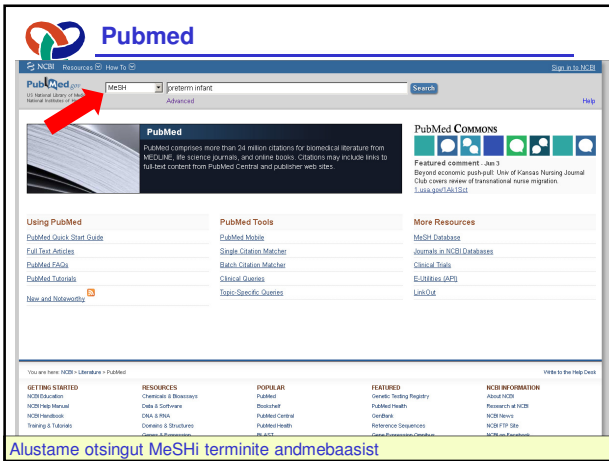 Pubmed
NCBI Resources How To Sign in to NCBI
PubMed.gov
US National Library of
National Institutes of
MeSH preterm infant Search
Advanced
Help
PubMed
PubMed comprises more than 24 million citations for biomedical literature from
MEDLINE, life science journals, and online books. Citations may include links to
full-text content from PubMed Central and publisher web sites.
PubMed Commons
Featured comment - Jun 3
Beyond economic push-pull: Univ of Kansas Nursing Journal
Club covers review of transnational nurse migration.
1.usa.gov/1Ak1Sct
Using PubMed
PubMed Quick Start Guide
Full Text Articles
PubMed FAQs
PubMed Tutorials
New and Noteworthy
PubMed Tools
PubMed Mobile
Single Citation Matcher
Batch Citation Matcher
Clinical Queries
Topic-Specific Queries
More Resources
MeSH Database
Journals in NCBI Databases
Clinical Trials
E-Utilities (API)
LinkOut
You are here: NCBI > Literature > PubMed Write to the Help Desk
GETTING STARTED
NCBI Education
NCBI Help Manual
NCBI Handbook
Training & Tutorials
RESOURCES
Chemicals & Bioassays
Data & Software
DNA & RNA
Domains & Structures
Genes & Expression
POPULAR
PubMed
Bookshelf
PubMed Central
PubMed Health
BLAST
FEATURED
Genetic Testing Registry
PubMed Health
GenBank
Reference Sequences
Gene Expression Omnibus
NCBI INFORMATION
About NCBI
Research at NCBI
NCBI News
NCBI FTP Site
NCBI on Facebook
Alustame otsingut MeSHi terminite andmebaasist